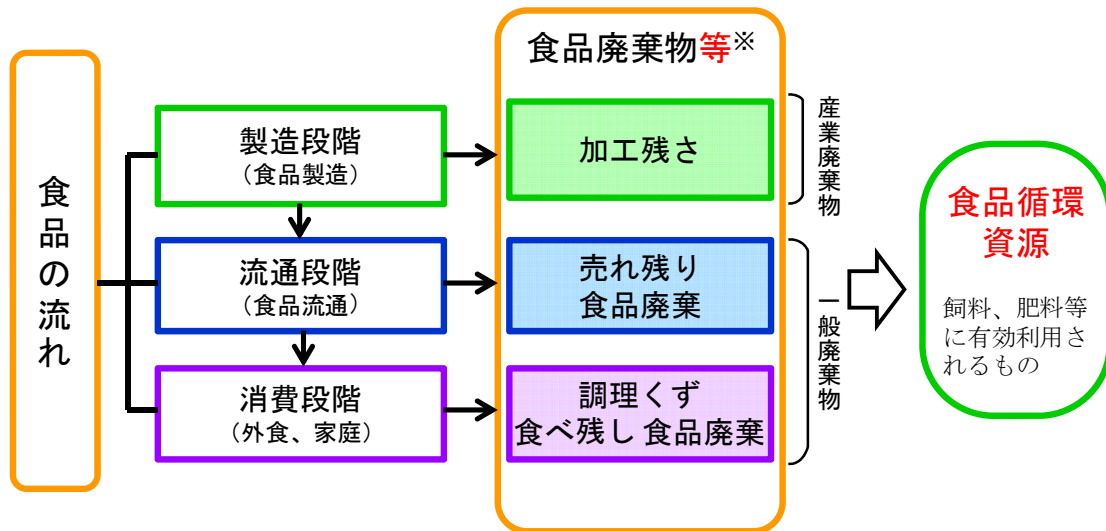 食品の流れ
製造段階
（食品製造）
流通段階
（食品流通）
消費段階
（外食、家庭）
食品廃棄物等※
加工残さ
売れ残り
食品廃棄
調理くず
食べ残し 食品廃棄
産業廃棄物
一般廃棄物
食品循環
資源
飼料、肥料等
に有効利用さ
れるもの